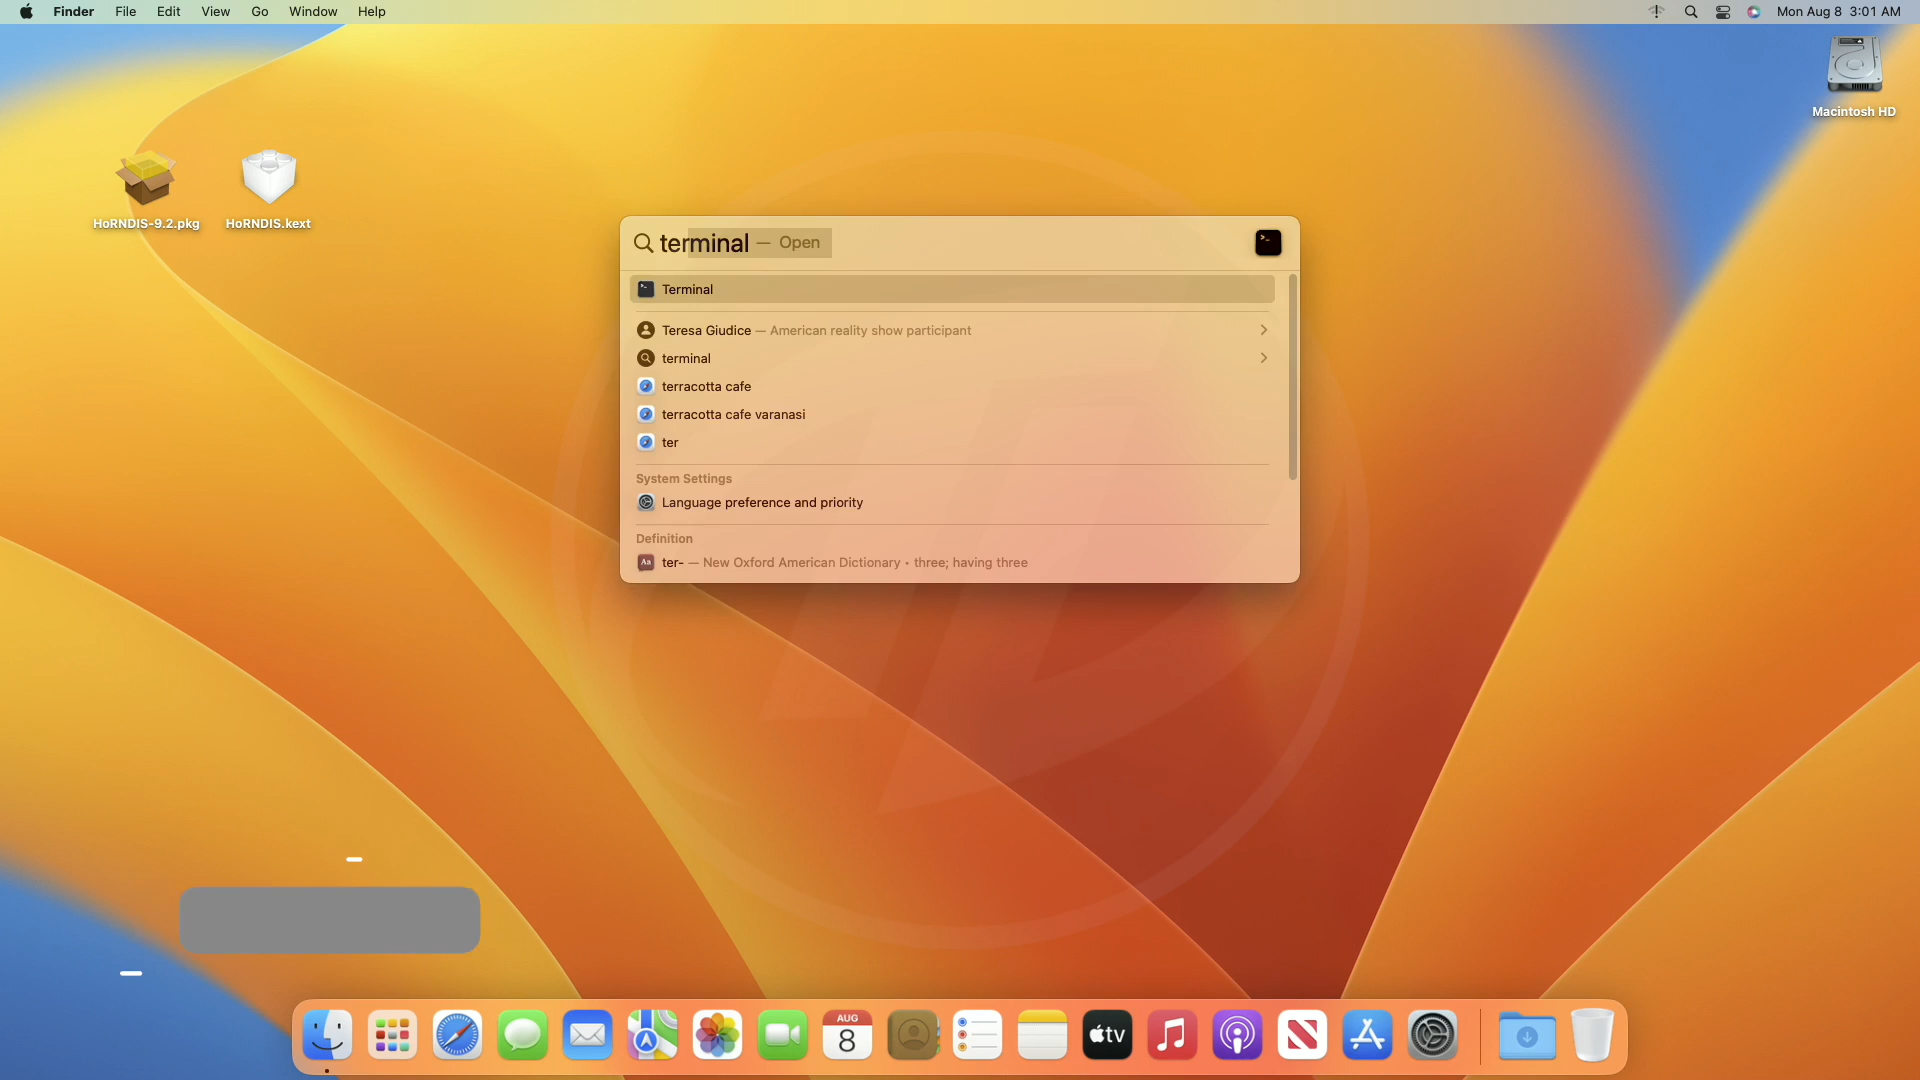 Finder File Edit View Go Window Help
Mon Aug 8 3:01 AM
Macintosh HD
HoRNDIS-9.2.pkg
HoRNDIS.kext
terminal — Open
Terminal
Teresa Giudice — American reality show participant
terminal
terracotta cafe
terracotta cafe varanasi
ter
System Settings
Language preference and priority
Definition
Aa ter- — New Oxford American Dictionary • three; having three
AUG
8
tv